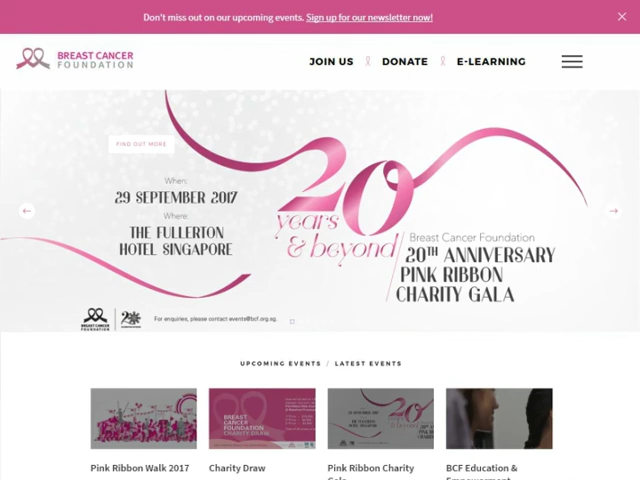 Don't miss out on our upcoming events. Sign up for our newsletter now!
BREAST CANCER
FOUNDATION
JOIN US
DONATE
E-LEARNING
FIND OUT MORE
When:
29 SEPTEMBER 2017
Where:
THE FULLERTON
HOTEL SINGAPORE
20
years
& beyond
Breast Cancer Foundation
20TH ANNIVERSARY
PINK RIBBON
CHARITY GALA
BREAST CANCER
FOUNDATION
20
For enquiries, please contact events@bcf.org.sg.
UPCOMING EVENTS / LATEST EVENTS
BREAST
CANCER
FOUNDATION
CHARITY DRAW
20
Pink Ribbon Walk 2017
Charity Draw
Pink Ribbon Charity
Gala
BCF Education &
Empowerment